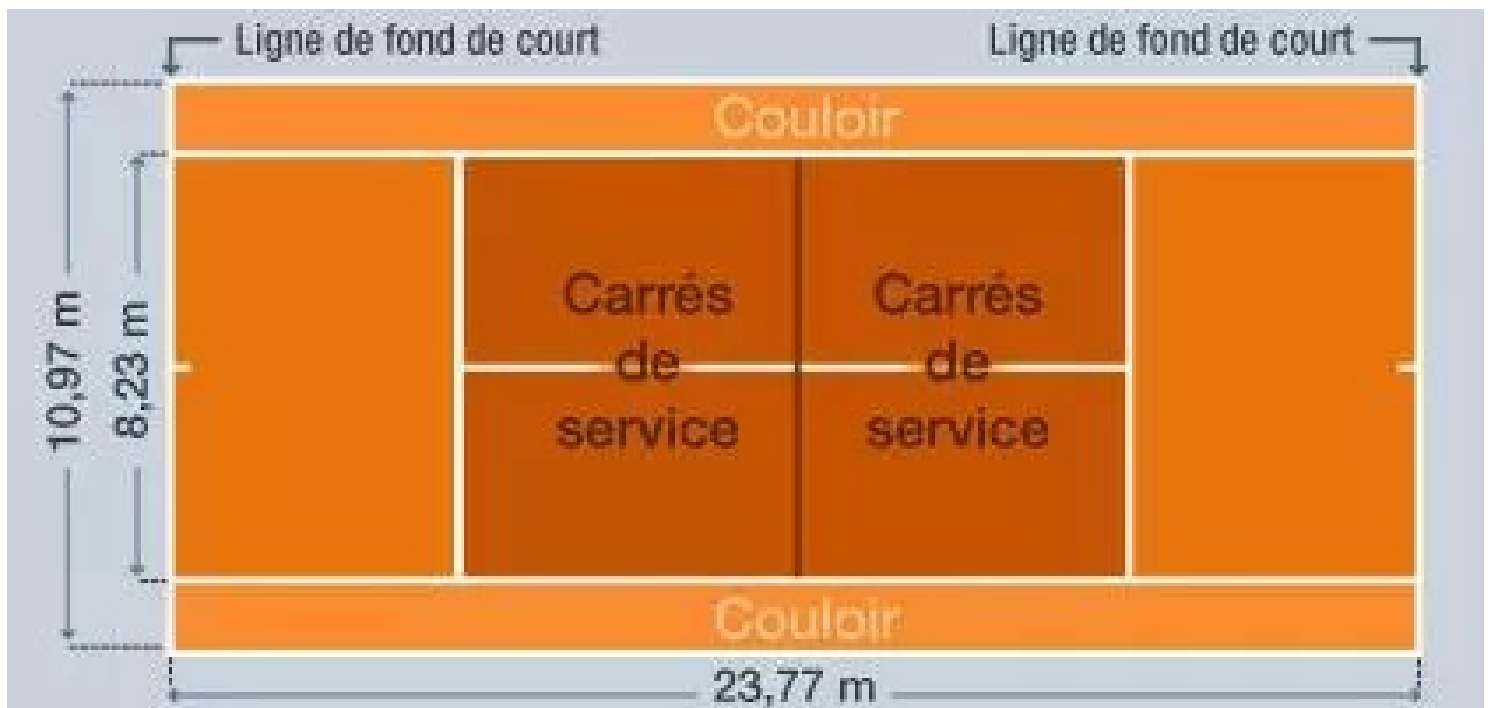 Ligne de fond de court
Ligne de fond de court
Couloir
10,97 m
8,23 m
Carrés
de
service
Carrés
de
service
Couloir
23,77 m